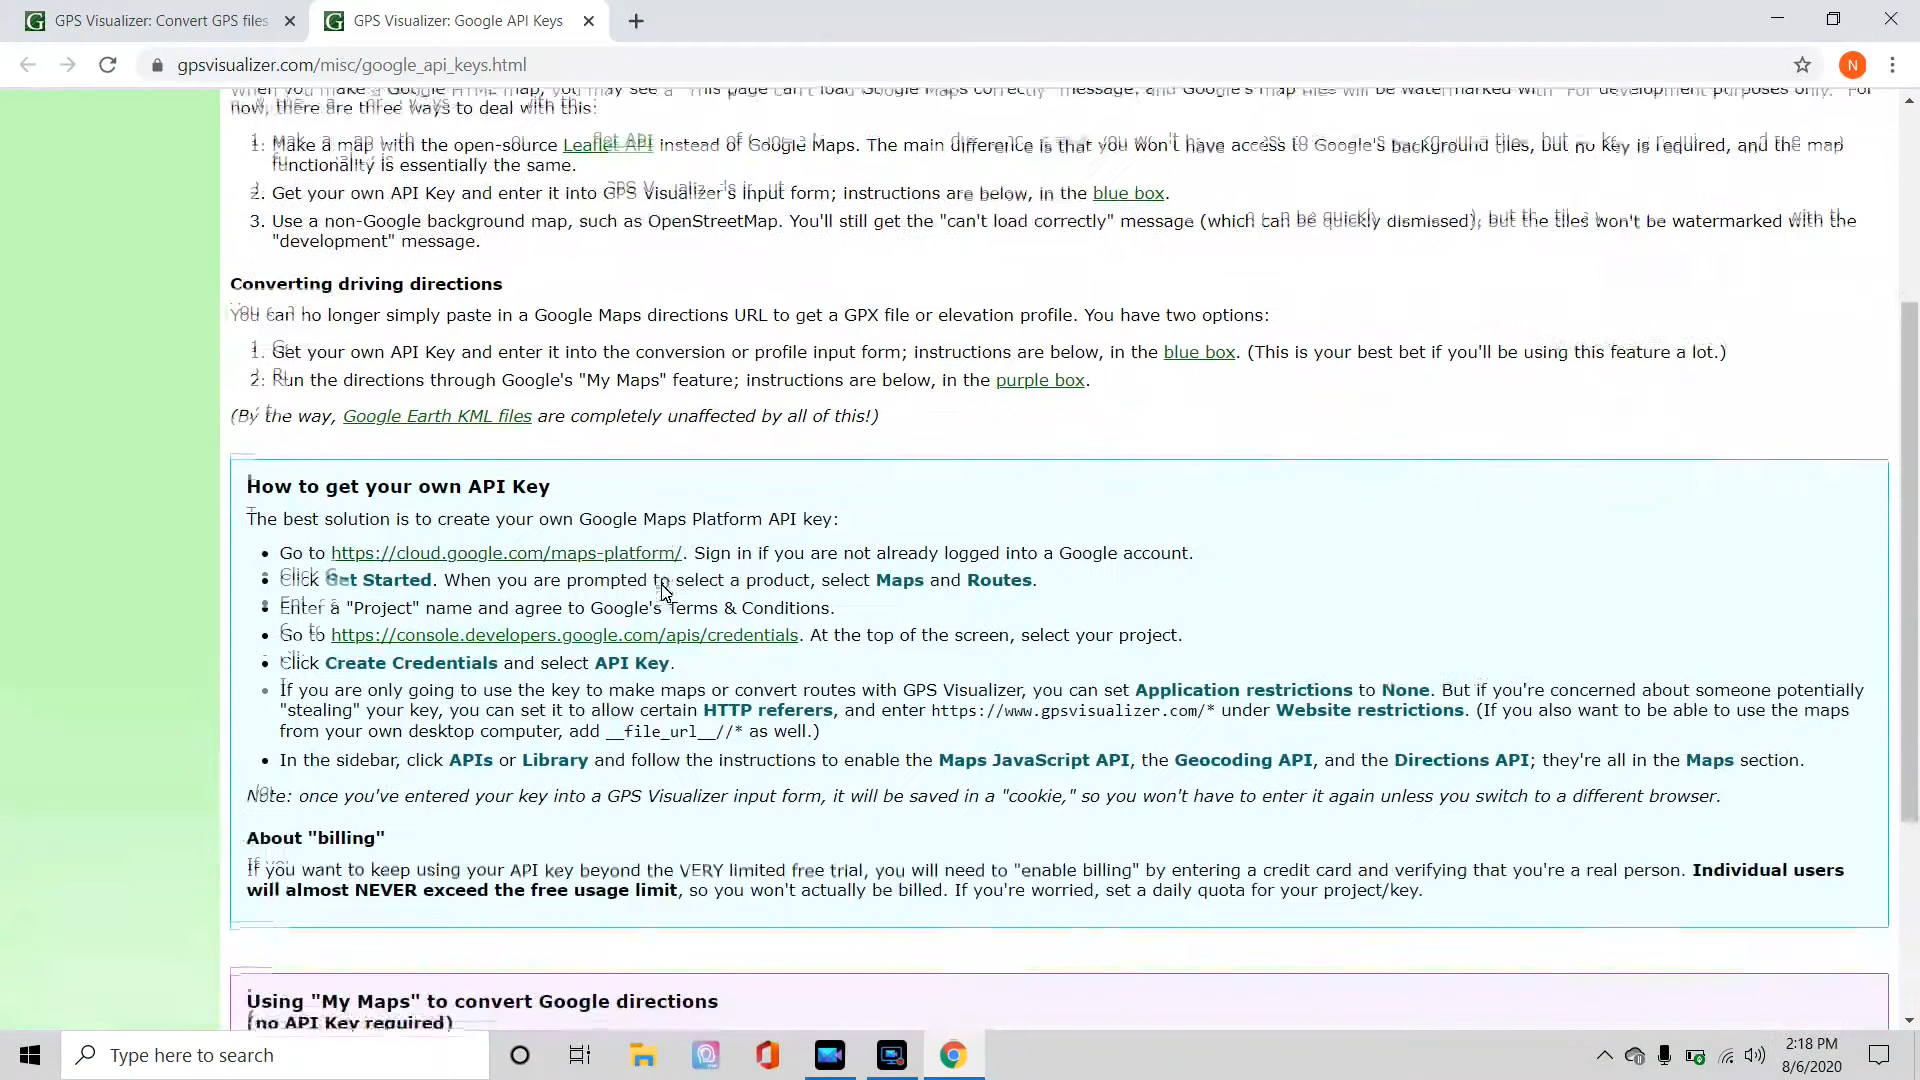 GPS Visualizer: Convert GPS files
GPS Visualizer: Google API Keys
gpsvisualizer.com/misc/google_api_keys.html
N
now, there are three ways to deal with this:
1. Make a map with the open-source Leaflet API instead of Google Maps. The main difference is that you won't have access to Google's background tiles, but no key is required, and the map
functionality is essentially the same.
2. Get your own API Key and enter it into GPS Visualizer's input form; instructions are below, in the blue box.
3. Use a non-Google background map, such as OpenStreetMap. You'll still get the "can't load correctly" message (which can be quickly dismissed), but the tiles won't be watermarked with the
"development" message.
Converting driving directions
You can no longer simply paste in a Google Maps directions URL to get a GPX file or elevation profile. You have two options:
1. Get your own API Key and enter it into the conversion or profile input form; instructions are below, in the blue box. (This is your best bet if you'll be using this feature a lot.)
2. Run the directions through Google's "My Maps" feature; instructions are below, in the purple box.
(By the way, Google Earth KML files are completely unaffected by all of this!)
How to get your own API Key
The best solution is to create your own Google Maps Platform API key:
• Go to https://cloud.google.com/maps-platform/. Sign in if you are not already logged into a Google account.
• Click Get Started. When you are prompted to select a product, select Maps and Routes.
• Enter a "Project" name and agree to Google's Terms & Conditions.
• Go to https://console.developers.google.com/apis/credentials. At the top of the screen, select your project.
• Click Create Credentials and select API Key.
• If you are only going to use the key to make maps or convert routes with GPS Visualizer, you can set Application restrictions to None. But if you're concerned about someone potentially
"stealing" your key, you can set it to allow certain HTTP referers, and enter https://www.gpsvisualizer.com/* under Website restrictions. (If you also want to be able to use the maps
from your own desktop computer, add __file_url__//* as well.)
• In the sidebar, click APIs or Library and follow the instructions to enable the Maps JavaScript API, the Geocoding API, and the Directions API; they're all in the Maps section.
Note: once you've entered your key into a GPS Visualizer input form, it will be saved in a "cookie," so you won't have to enter it again unless you switch to a different browser.
About "billing"
If you want to keep using your API key beyond the VERY limited free trial, you will need to "enable billing" by entering a credit card and verifying that you're a real person. Individual users
will almost NEVER exceed the free usage limit, so you won't actually be billed. If you're worried, set a daily quota for your project/key.
Using "My Maps" to convert Google directions
(no API Key required)
Type here to search
2:18 PM
8/6/2020